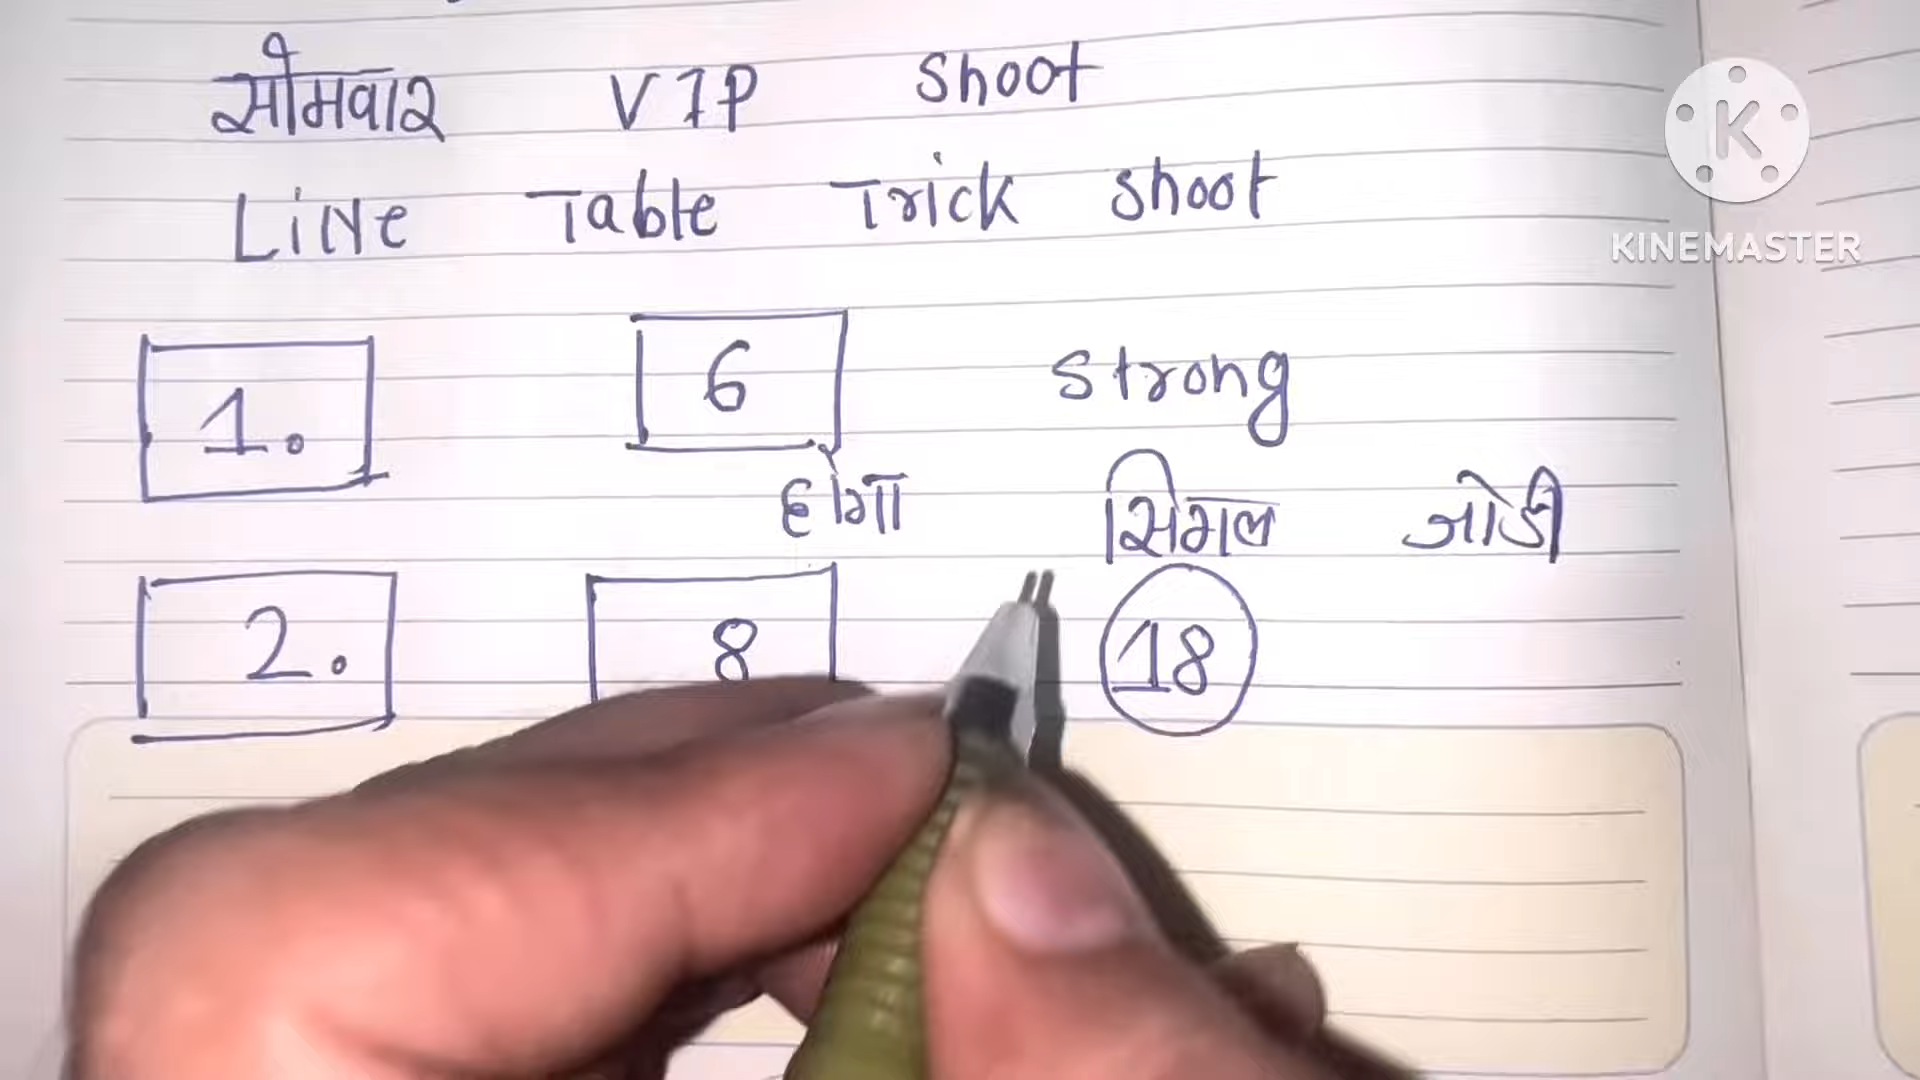 सोमवार VIP Shoot
LiNe Table Trick Shoot
1. 6 Strong
होगा सिंगल जोडी
2. 8 18
KINEMASTER